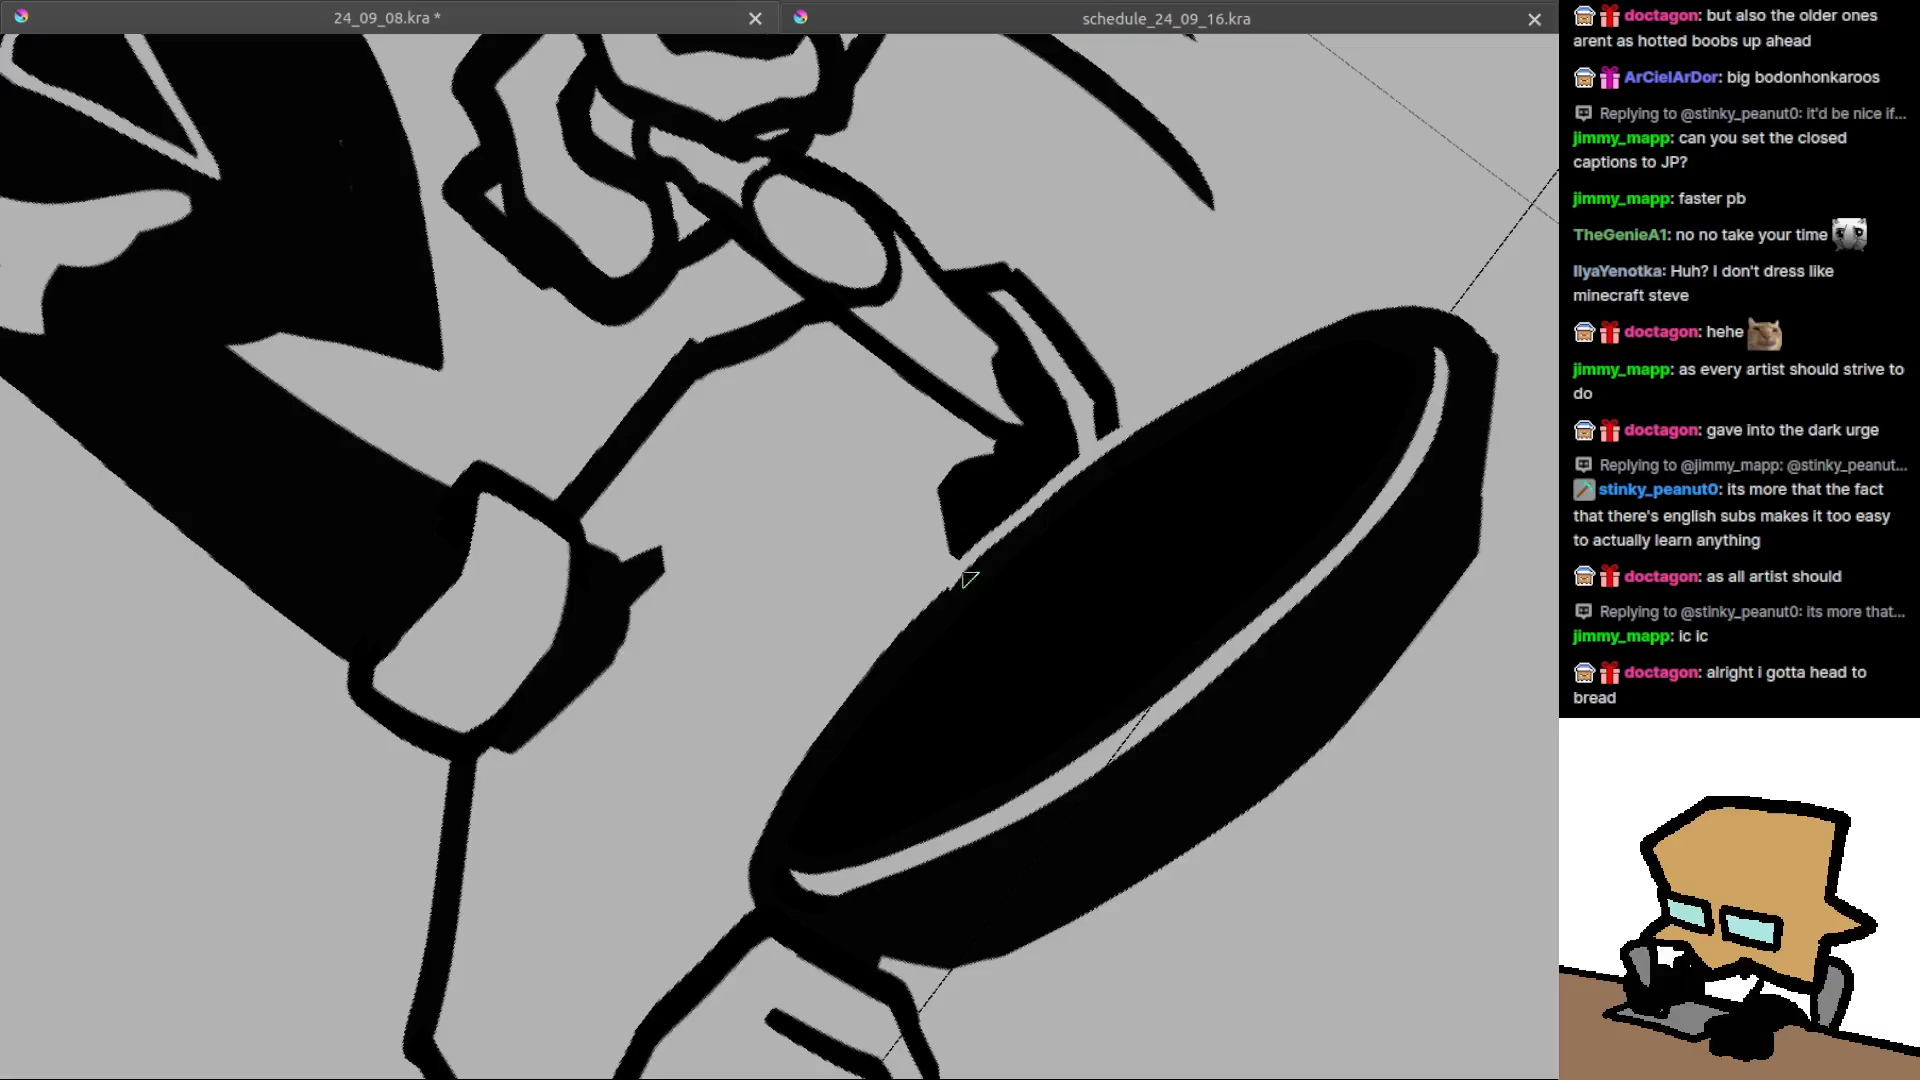 24_09_08.kra *
schedule_24_09_16.kra
doctagon: but also the older ones
arent as hotted boobs up ahead
ArCielArDor: big bodonhonkaroos
Replying to @stinky_peanut0: it'd be nice if...
jimmy_mapp: can you set the closed
captions to JP?
jimmy_mapp: faster pb
TheGenieA1: no no take your time
IlyaYenotka: Huh? I don't dress like
minecraft steve
doctagon: hehe
jimmy_mapp: as every artist should strive to
do
doctagon: gave into the dark urge
Replying to @jimmy_mapp: @stinky_peanut...
stinky_peanut0: its more that the fact
that there's english subs makes it too easy
to actually learn anything
doctagon: as all artist should
Replying to @stinky_peanut0: its more that...
jimmy_mapp: ic ic
doctagon: alright i gotta head to
bread